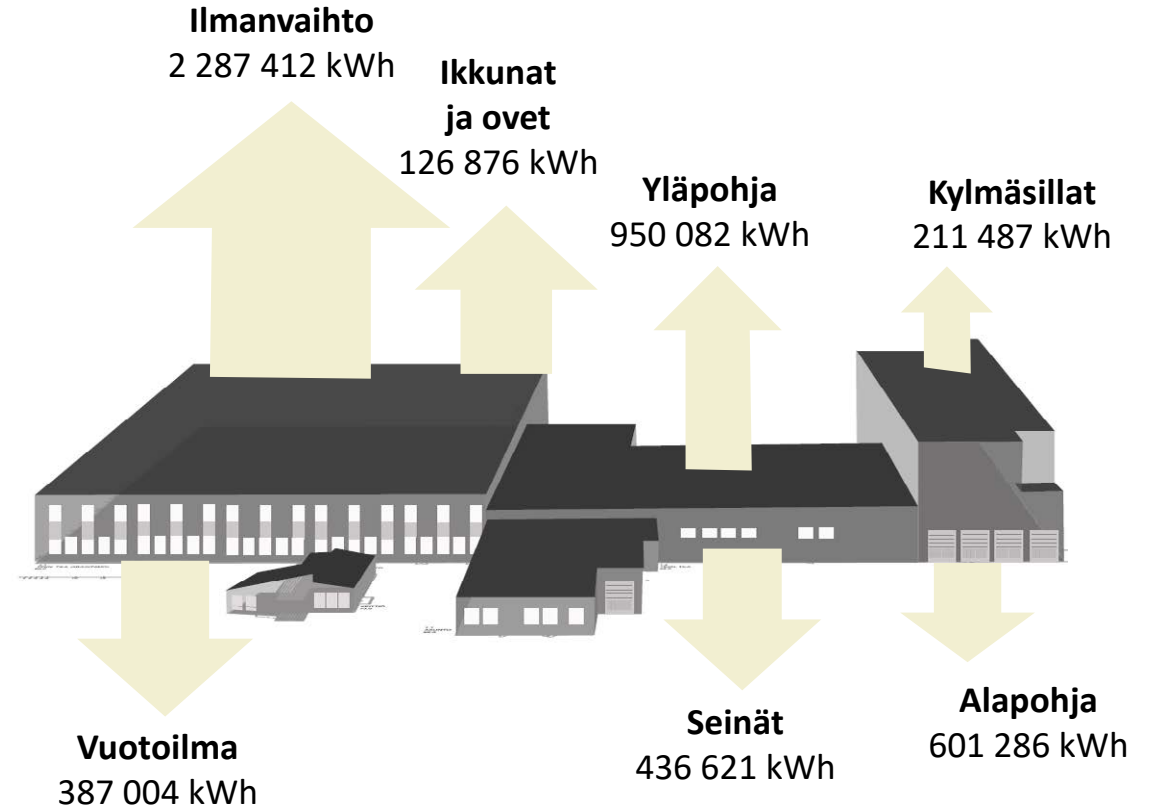 Ilmanvaihto
2 287 412 kWh
Ikkunat
ja ovet
126 876 kWh
Yläpohja
950 082 kWh
Kylmäsillat
211 487 kWh
Vuotoilma
387 004 kWh
Seinät
436 621 kWh
Alapohja
601 286 kWh